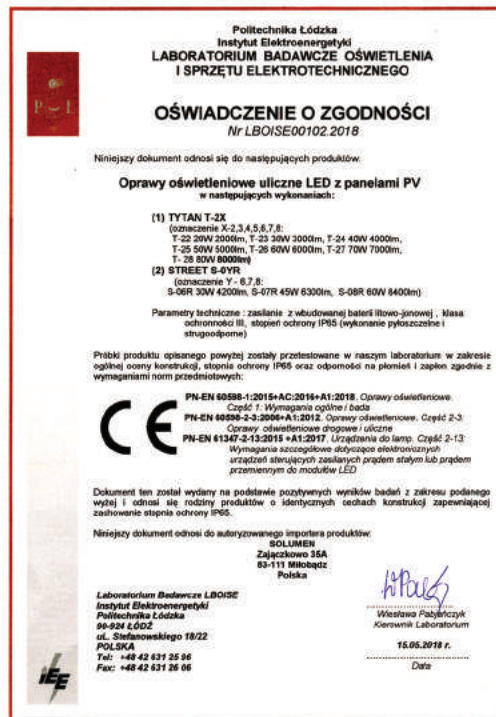 Politechnika Łódzka
Instytut Elektroenergetyki
LABORATORIUM BADAWCZE OŚWIETLENIA
I SPRZĘTU ELEKTROTECHNICZNEGO
P Ł
OŚWIADCZENIE O ZGODNOŚCI
Nr LBOISE00102.2018
Niniejszy dokument odnosi się do następujących produktów:
Oprawy oświetleniowe uliczne LED z panelami PV
w następujących wykonaniach:
(1) TYTAN T-2X
(oznaczenie X-2,3,4,5,6,7,8:
T-22 20W 2000lm, T-23 30W 3000lm, T-24 40W 4000lm,
T-25 50W 5000lm, T-26 60W 6000lm, T-27 70W 7000lm,
T- 28 80W 8000lm)
(2) STREET S-0YR
(oznaczenie Y - 6,7,8:
S-06R 30W 4200lm, S-07R 45W 6300lm, S-08R 60W 8400lm)
Parametry techniczne : zasilanie z wbudowanej baterii litowo-jonowej , klasa
ochronności III, stopień ochrony IP65 (wykonanie pyłoszczelne i
strugoodporne)
Próbki produktu opisanego powyżej zostały przetestowane w naszym laboratorium w zakresie
ogólnej oceny konstrukcji, stopnia ochrony IP65 oraz odporności na płomień i zapłon zgodnie z
wymaganiami norm przedmiotowych:
CE
PN-EN 60598-1:2015+AC:2016+A1:2018, Oprawy oświetleniowe.
Część 1: Wymagania ogólne i bada
PN-EN 60598-2-3:2006+A1:2012, Oprawy oświetleniowe. Część 2-3:
Oprawy oświetleniowe drogowe i uliczne
PN-EN 61347-2-13:2015 +A1:2017, Urządzenia do lamp. Część 2-13:
Wymagania szczegółowe dotyczące elektronicznych
urządzeń sterujących zasilanych prądem stałym lub prądem
przemiennym do modułów LED
Dokument ten został wydany na podstawie pozytywnych wyników badań z zakresu podanego
wyżej i odnosi się rodziny produktów o identycznych cechach konstrukcji zapewniającej
zachowanie stopnia ochrony IP65.
Niniejszy dokument odnosi do autoryzowanego importera produktów:
SOLUMEN
Zajączkowo 35A
83-111 Miłobądz
Polska
Laboratorium Badawcze LBOISE
Instytut Elektroenergetyki
Politechnika Łódzka
90-924 ŁÓDŹ
uL. Stefanowskiego 18/22
POLSKA
Tel: +48 42 631 25 96
Fax: +48 42 631 26 06
Wiesława Pabjańczyk
Kierownik Laboratorium
15.05.2018 r.
Data
iEE